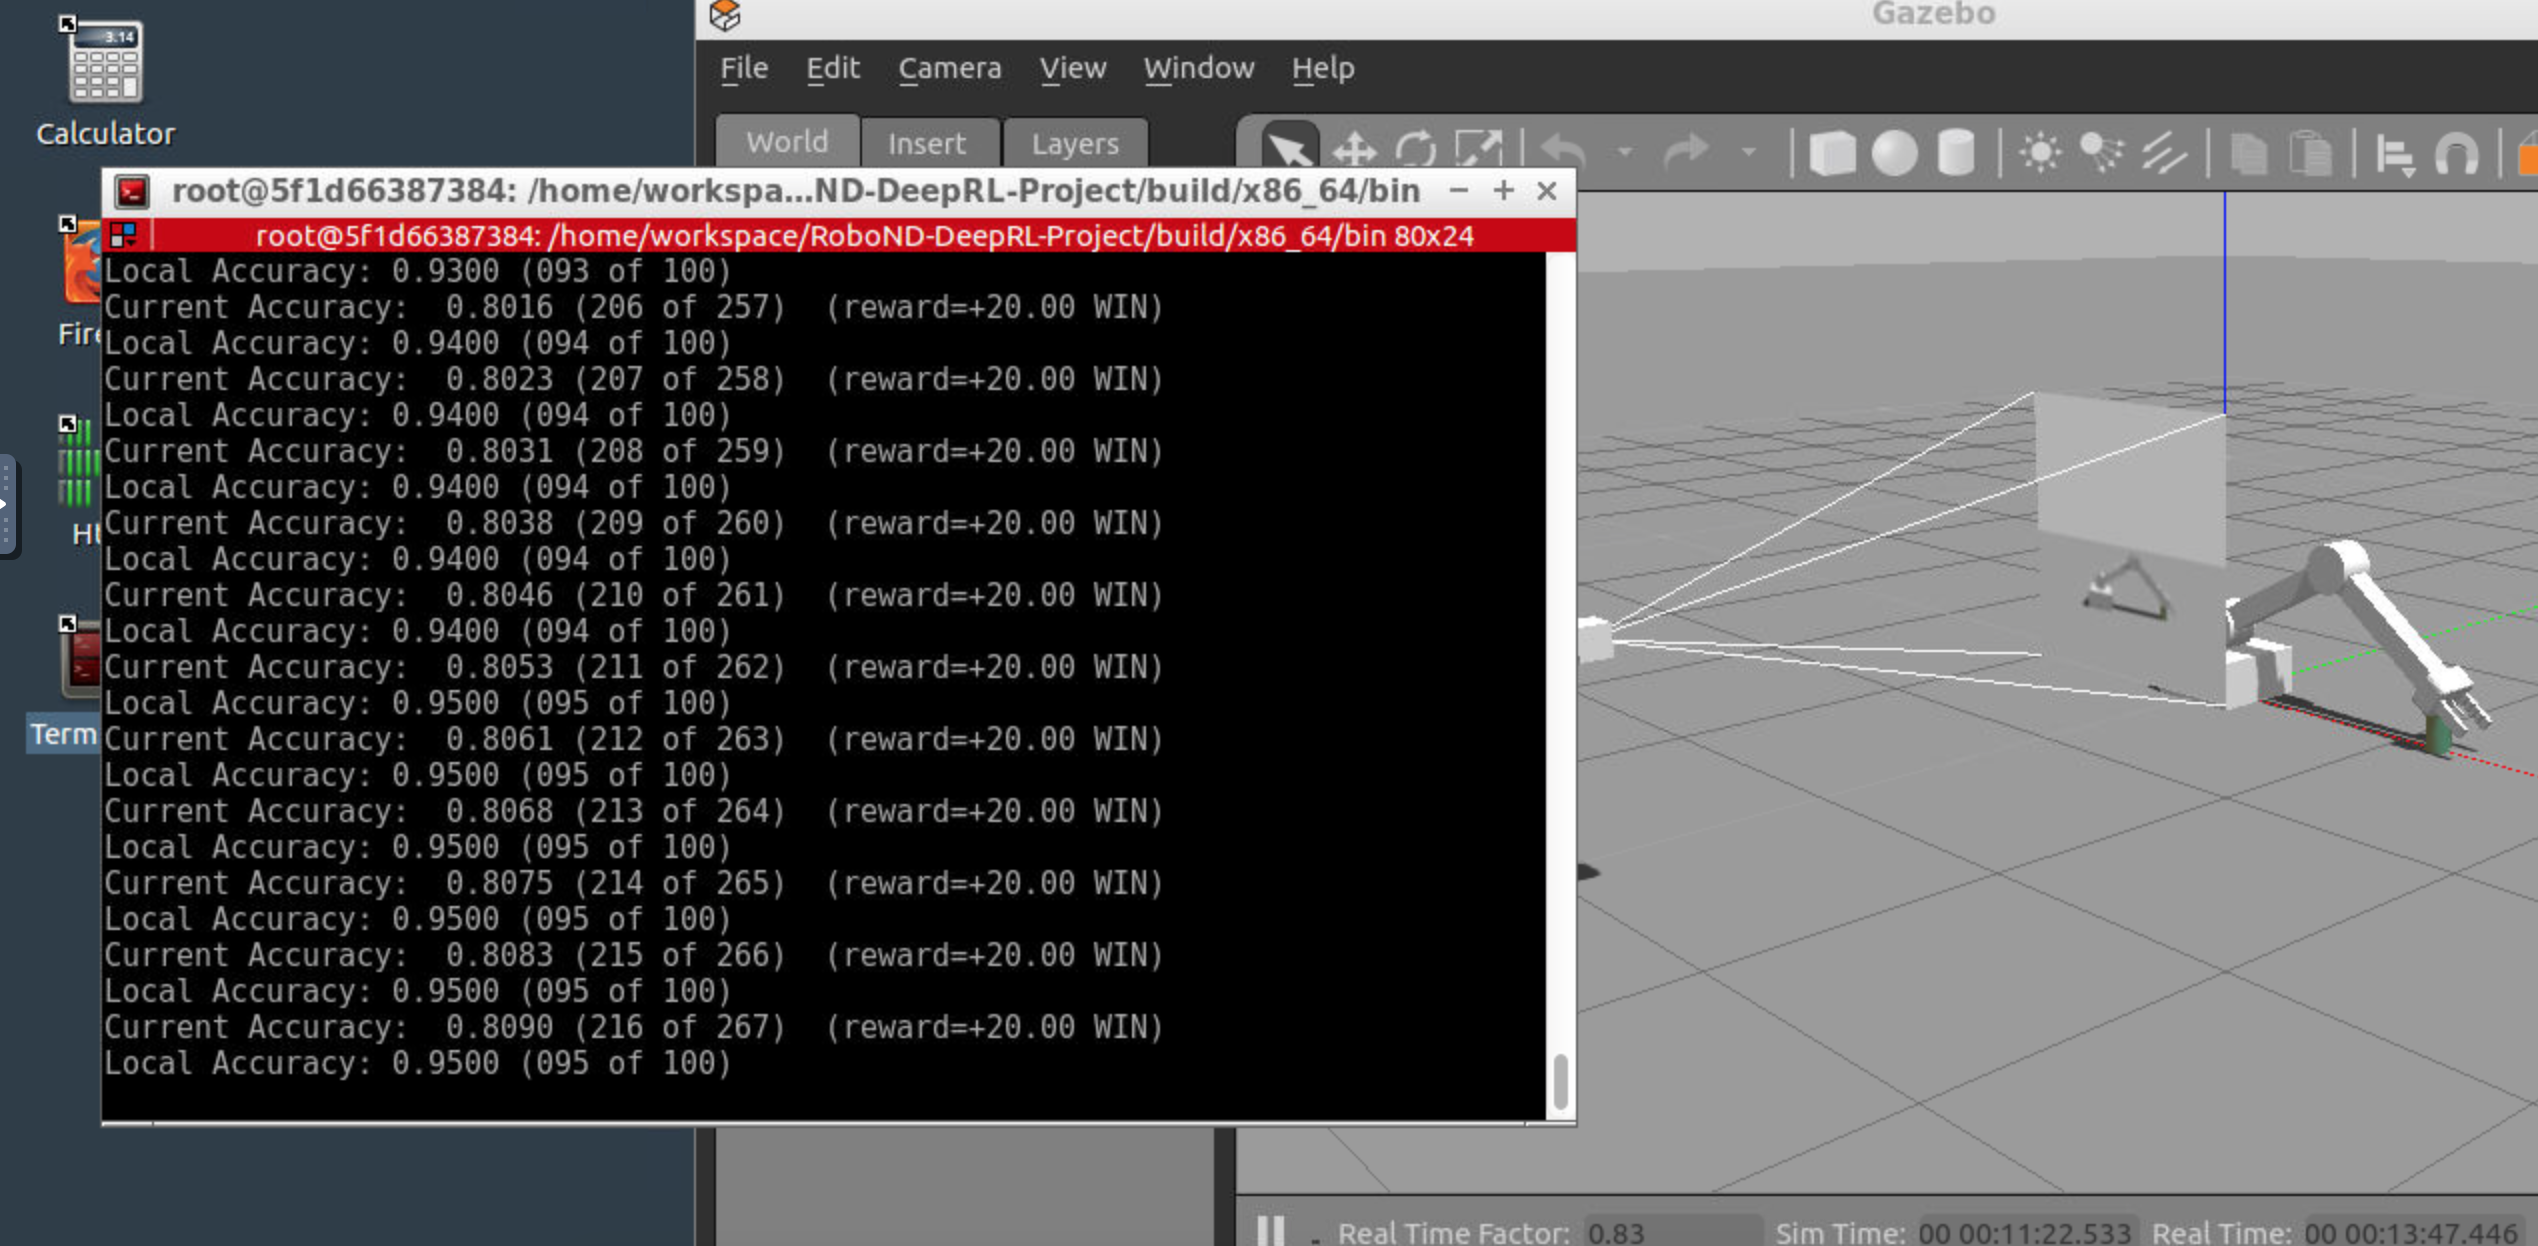 3.14
Calculator
Gazebo
File Edit Camera View Window Help
World Insert Layers
root@5f1d66387384: /home/workspa...ND-DeepRL-Project/build/x86_64/bin
root@5f1d66387384: /home/workspace/RoboND-DeepRL-Project/build/x86_64/bin 80x24
Local Accuracy: 0.9300 (093 of 100)
Current Accuracy:  0.8016 (206 of 257)  (reward=+20.00 WIN)
Local Accuracy: 0.9400 (094 of 100)
Current Accuracy:  0.8023 (207 of 258)  (reward=+20.00 WIN)
Local Accuracy: 0.9400 (094 of 100)
Current Accuracy:  0.8031 (208 of 259)  (reward=+20.00 WIN)
Local Accuracy: 0.9400 (094 of 100)
Current Accuracy:  0.8038 (209 of 260)  (reward=+20.00 WIN)
Local Accuracy: 0.9400 (094 of 100)
Current Accuracy:  0.8046 (210 of 261)  (reward=+20.00 WIN)
Local Accuracy: 0.9400 (094 of 100)
Current Accuracy:  0.8053 (211 of 262)  (reward=+20.00 WIN)
Local Accuracy: 0.9500 (095 of 100)
Current Accuracy:  0.8061 (212 of 263)  (reward=+20.00 WIN)
Local Accuracy: 0.9500 (095 of 100)
Current Accuracy:  0.8068 (213 of 264)  (reward=+20.00 WIN)
Local Accuracy: 0.9500 (095 of 100)
Current Accuracy:  0.8075 (214 of 265)  (reward=+20.00 WIN)
Local Accuracy: 0.9500 (095 of 100)
Current Accuracy:  0.8083 (215 of 266)  (reward=+20.00 WIN)
Local Accuracy: 0.9500 (095 of 100)
Current Accuracy:  0.8090 (216 of 267)  (reward=+20.00 WIN)
Local Accuracy: 0.9500 (095 of 100)
Fire
Term
Real Time Factor: 0.83 Sim Time: 00 00:11:22.533 Real Time: 00 00:13:47.446